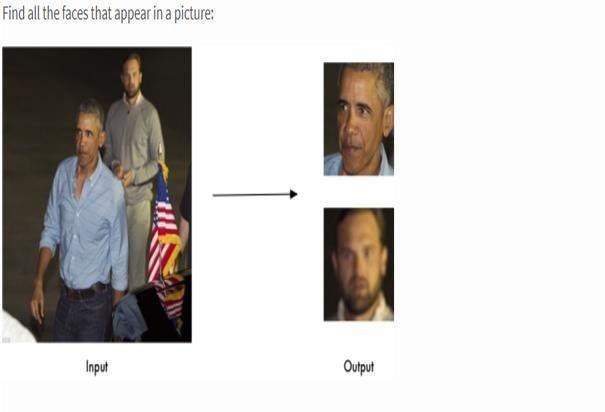 Find all the faces that appear in a picture:
Input
Output